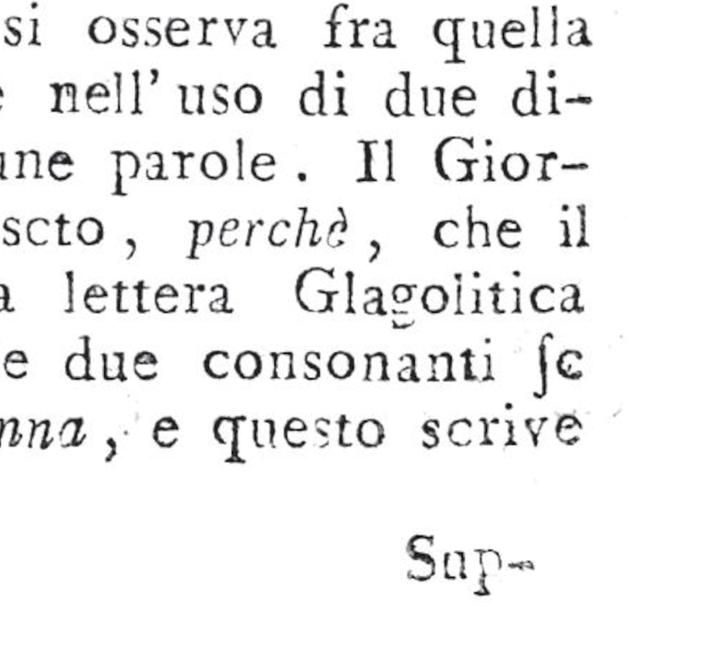 si osserva fra quella
nell' uso di due di-
une parole. Il Gior-
scto, perchè, che il
a lettera Glagolitica
e due consonanti ſc
nna, e questo scrive
Sup-